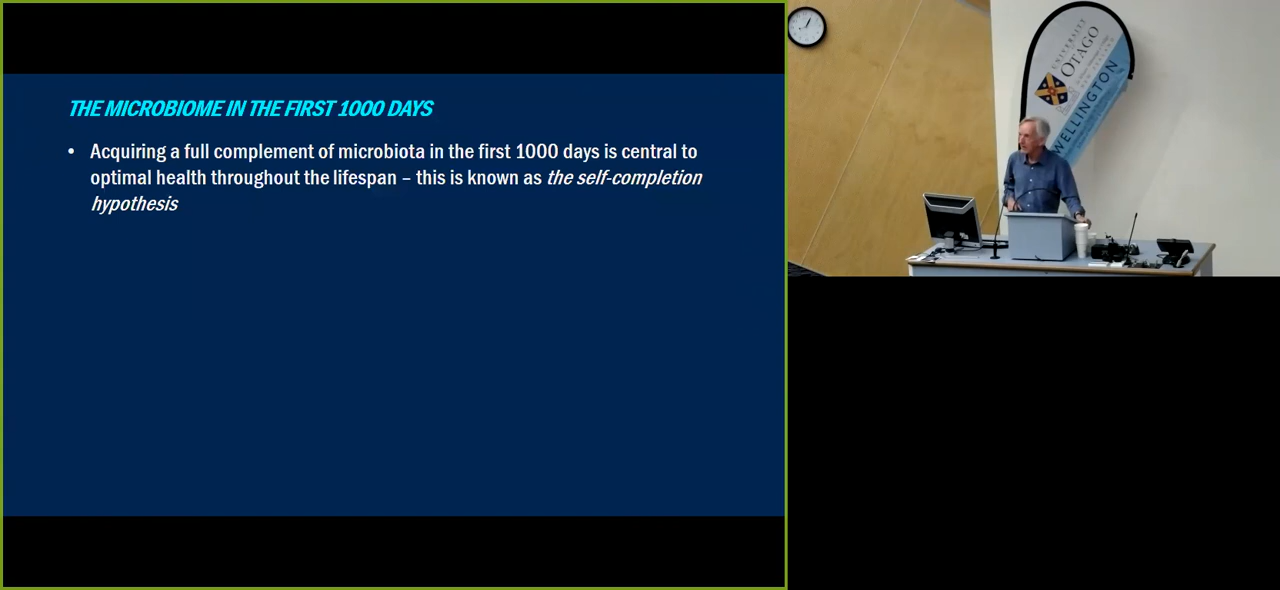 THE MICROBIOME IN THE FIRST 1000 DAYS
• Acquiring a full complement of microbiota in the first 1000 days is central to
optimal health throughout the lifespan – this is known as the self-completion
hypothesis
UNIVERSITY
OTAGO
WELLINGTON